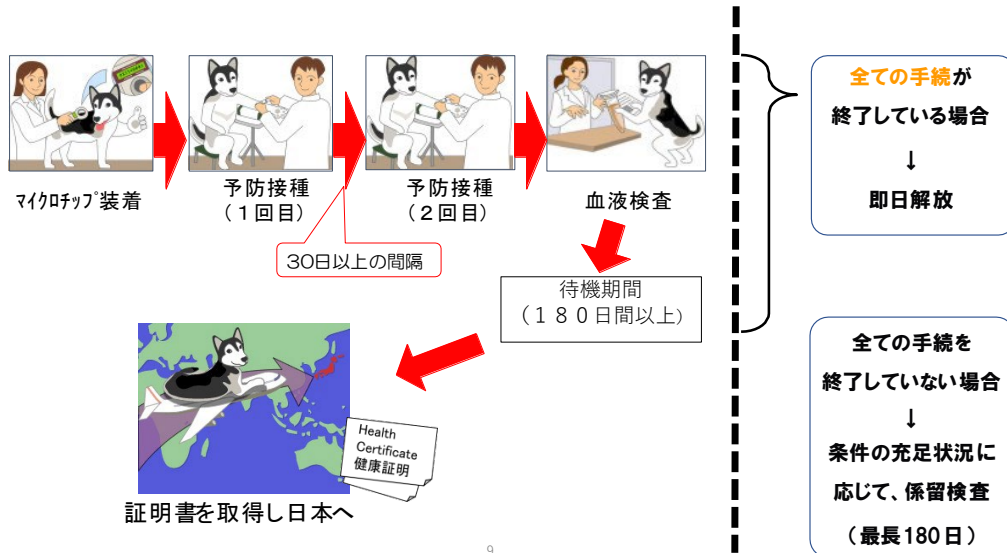 マイクロチップ装着
予防接種
（１回目）
予防接種
（２回目）
血液検査
30日以上の間隔
待機期間
（１８０日間以上）
Health
Certificate
健康証明
証明書を取得し日本へ
全ての手続が
終了している場合
↓
即日解放
全ての手続を
終了していない場合
↓
条件の充足状況に
応じて、係留検査
（最長180日）
9